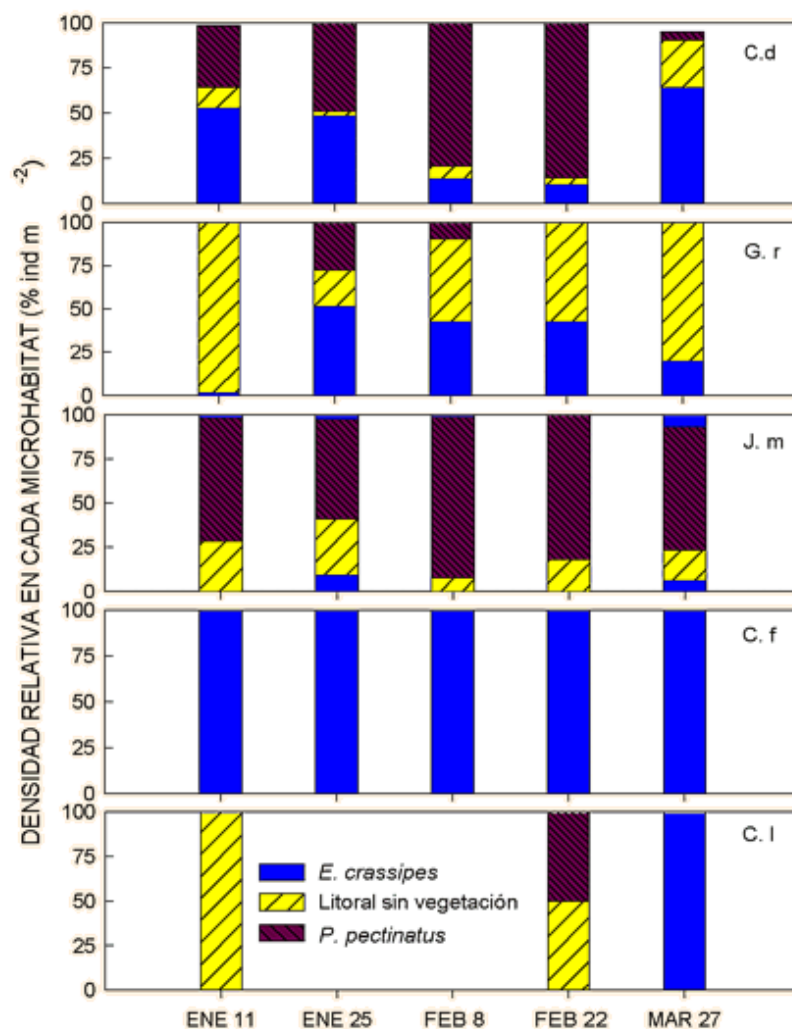 DENSIDAD RELATIVA EN CADA MICROHABITAT (% ind m -2)
100
75
50
25
0
C.d
100
75
50
25
0
G. r
100
75
50
25
0
J. m
100
75
50
25
0
C. f
100
75
50
25
0
C. l
E. crassipes
Litoral sin vegetación
P. pectinatus
ENE 11 ENE 25 FEB 8 FEB 22 MAR 27